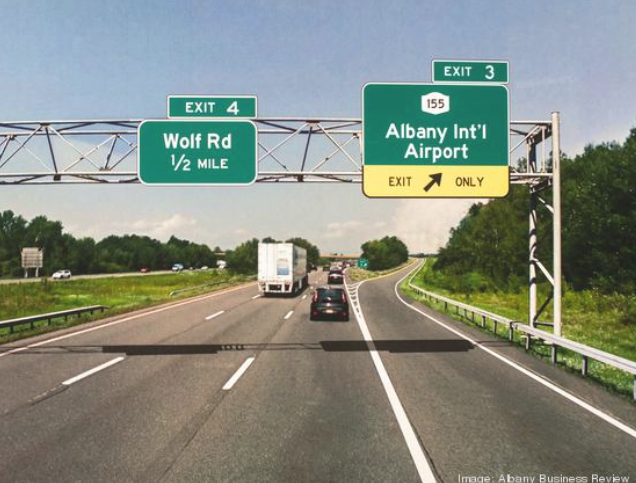 EXIT 4
Wolf Rd
1/2 MILE
EXIT 3
155
Albany Int'l
Airport
EXIT ONLY
Image: Albany Business Review